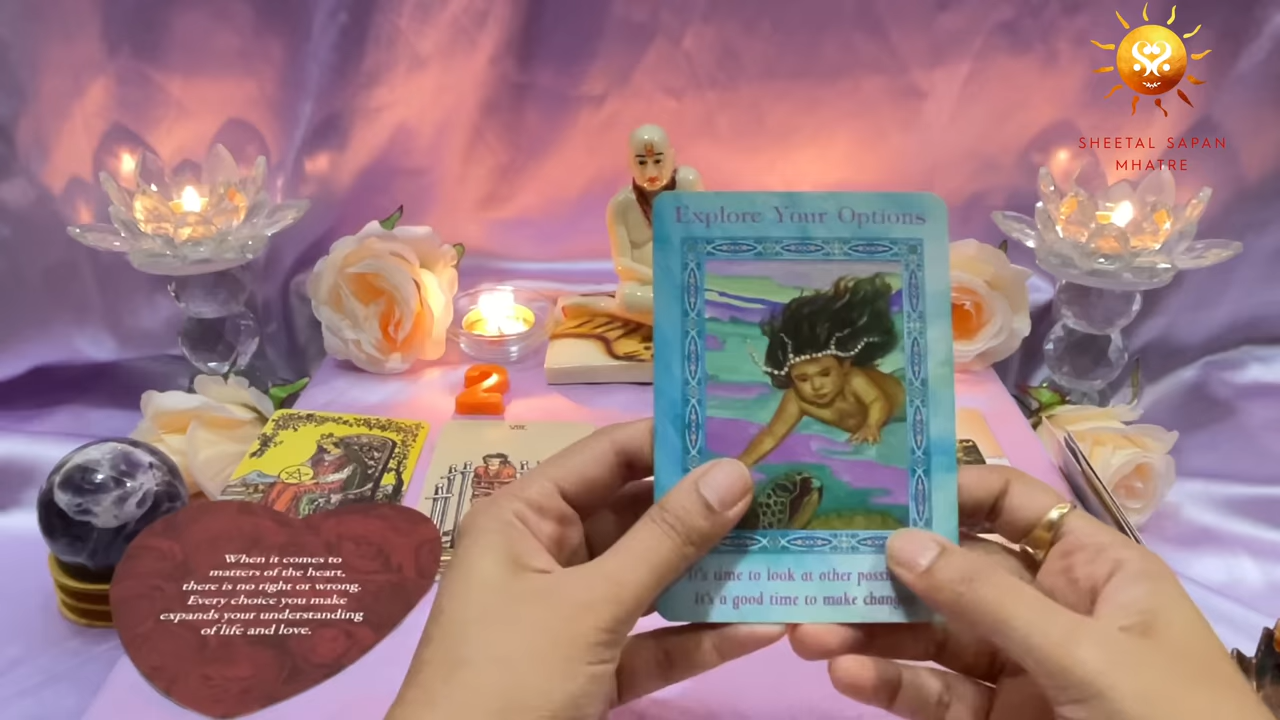 SHEETAL SAPAN
MHATRE
Explore Your Options
2
VIII
When it comes to
matters of the heart,
there is no right or wrong.
Every choice you make
expands your understanding
of life and love.
It's time to look at other
It's a good time to make